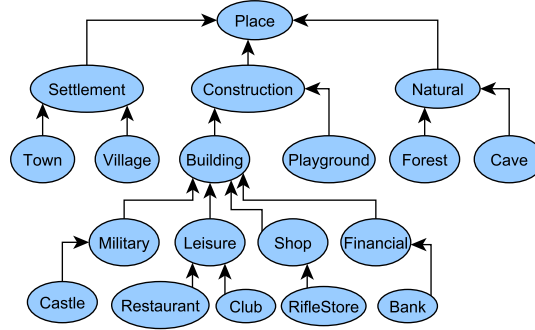 Place
Settlement Construction Natural
Town Village Building Playground Forest Cave
Military Leisure Shop Financial
Castle Restaurant Club RifleStore Bank